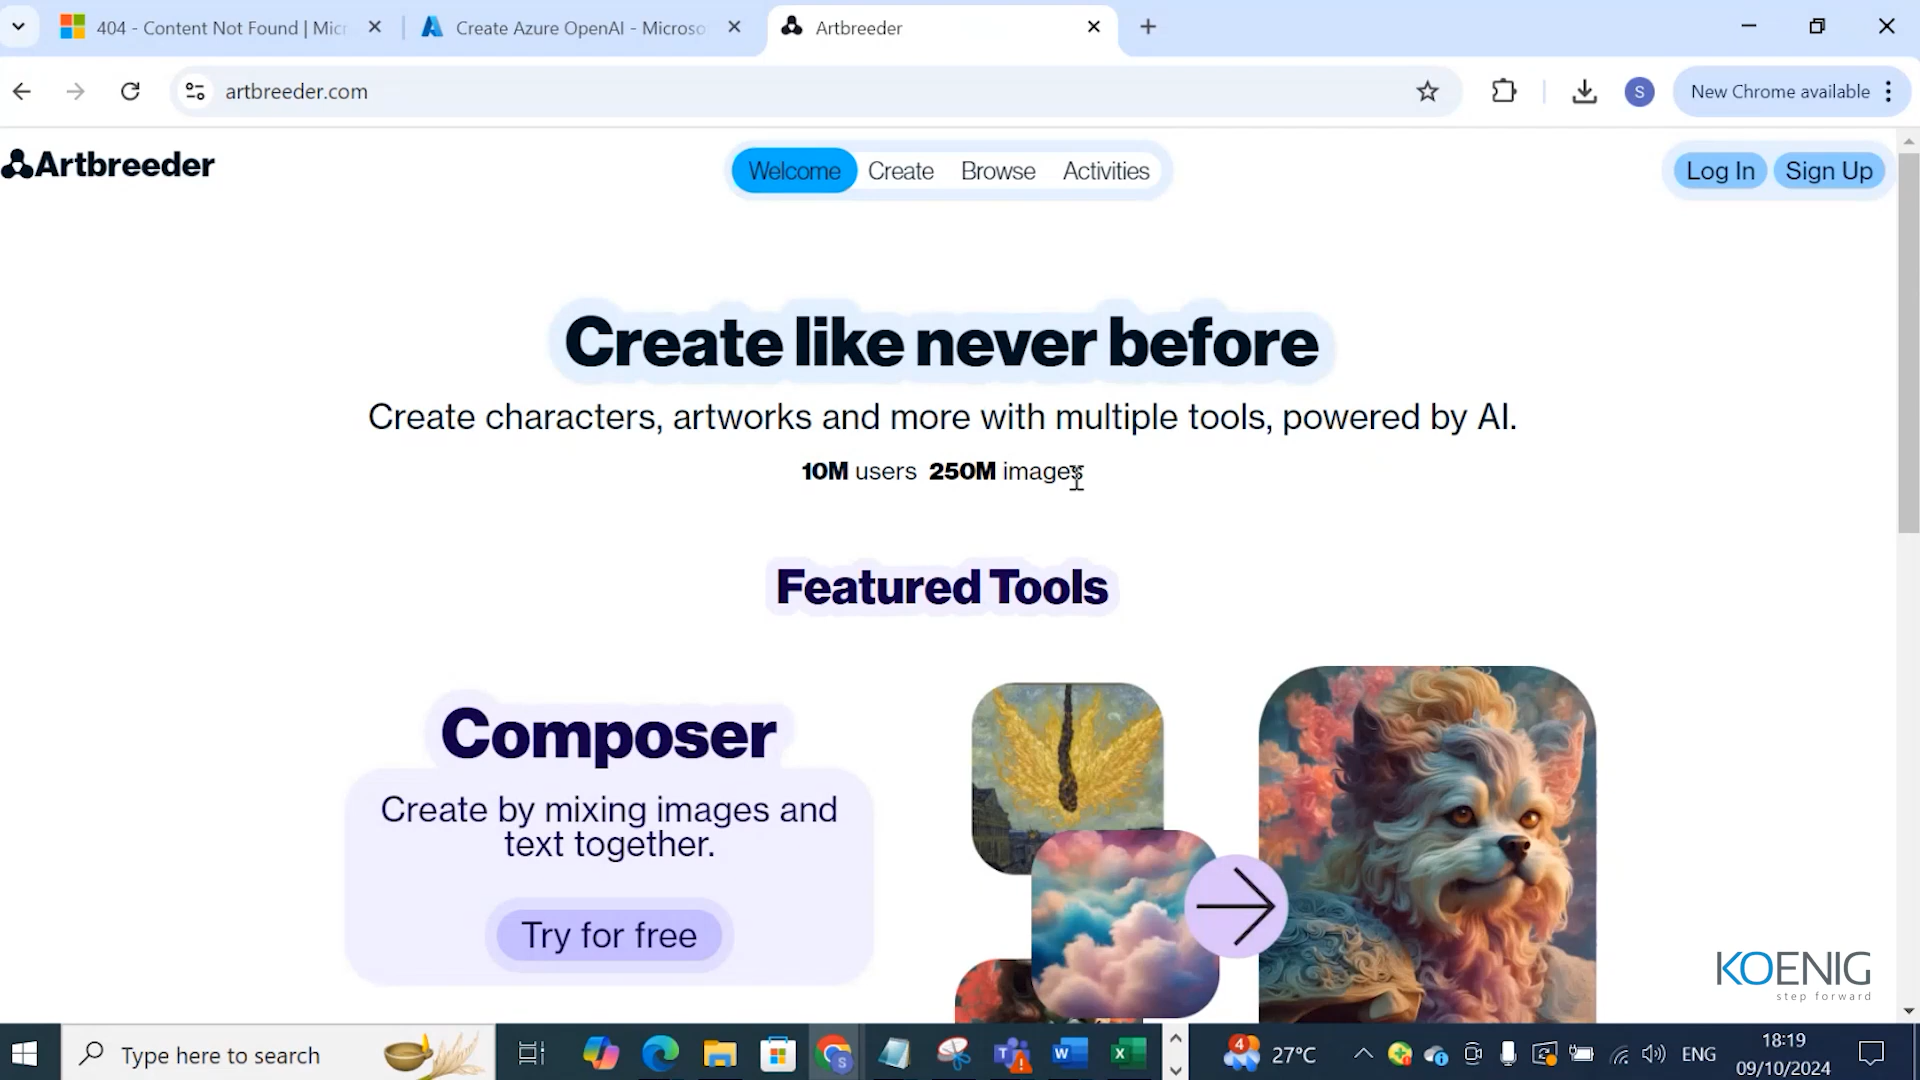 404 - Content Not Found | Micr
Create Azure OpenAI - Microso
Artbreeder
artbreeder.com
S
New Chrome available
Artbreeder
Welcome
Create
Browse
Activities
Log In
Sign Up
Create like never before
Create characters, artworks and more with multiple tools, powered by AI.
10M users 250M images
Featured Tools
Composer
Create by mixing images and
text together.
Try for free
KOENIG
step forward
Type here to search
4
27°C
ENG
18:19
09/10/2024